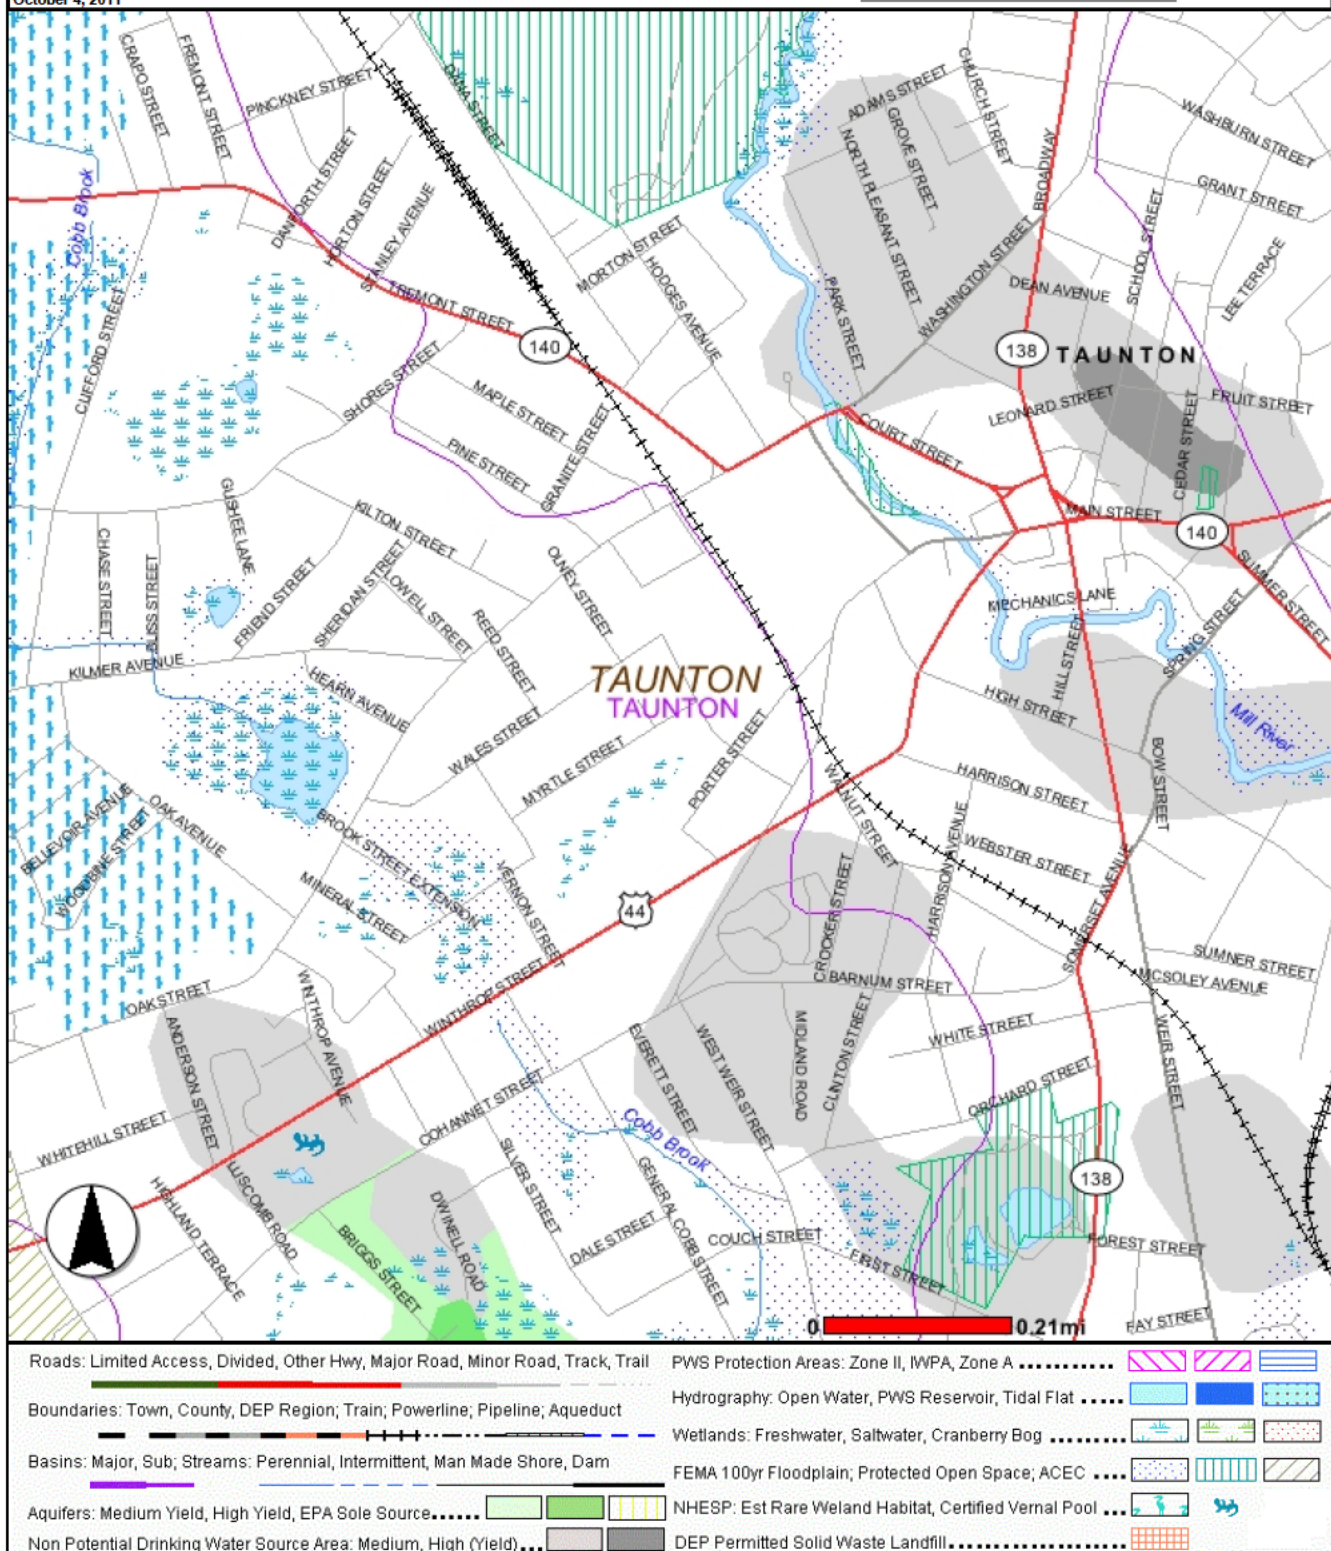 October 4, 2011
CRAPO STREET
FREMONT STREET
PINCKNEY STREET
DANA STREET
ADAMS STREET
CHURCH STREET
WASHBURN STREET
GROVE STREET
NORTH PLEASANT STREET
BROADWAY
GRANT STREET
Cobb Brook
DANFORTH STREET
HORTON STREET
STANLEY AVENUE
MORTON STREET
HODGES AVENUE
WASHINGTON STREET
SCHOOL STREET
LEE TERRACE
DEAN AVENUE
PARK STREET
TREMONT STREET
140
138
TAUNTON
CLIFFORD STREET
SHORES STREET
MAPLE STREET
PINE STREET
GRANITE STREET
COURT STREET
LEONARD STREET
FRUIT STREET
CEDAR STREET
MAIN STREET
140
SUMMER STREET
GUSHEE LANE
KILTON STREET
CHASE STREET
BLISS STREET
FRIEND STREET
SHERIDAN STREET
LOWELL STREET
OLNEY STREET
REED STREET
MECHANICS LANE
SPRING STREET
HILL STREET
KILMER AVENUE
HEARN AVENUE
TAUNTON
TAUNTON
HIGH STREET
Mill River
WALES STREET
MYRTLE STREET
PORTER STREET
WALNUT STREET
HARRISON STREET
BOW STREET
BELLEVOIR AVENUE
WOODBINE STREET
OAK AVENUE
BROOK STREET EXTENSION
MINERAL STREET
VERNON STREET
44
CROCKER STREET
HARRISON AVENUE
WEBSTER STREET
SOMERSET AVENUE
SUMNER STREET
MCSOLEY AVENUE
OAK STREET
WINTHROP AVENUE
WINTHROP STREET
BARNUM STREET
ANDERSON STREET
EVERETT STREET
WEST WEIR STREET
MIDLAND ROAD
CLINTON STREET
WHITE STREET
WEIR STREET
ORCHARD STREET
WHITEHILL STREET
COHANNET STREET
Cobb Brook
SILVER STREET
GENERAL COBB STREET
138
HIGHLAND TERRACE
LUSCOMB ROAD
BRIGGS STREET
DWINELL ROAD
DALE STREET
COUCH STREET
FIRST STREET
FOREST STREET
FAY STREET
0 0.21mi
Roads: Limited Access, Divided, Other Hwy, Major Road, Minor Road, Track, Trail
Boundaries: Town, County, DEP Region; Train; Powerline; Pipeline; Aqueduct
Basins: Major, Sub; Streams: Perennial, Intermittent, Man Made Shore, Dam
Aquifers: Medium Yield, High Yield, EPA Sole Source......
Non Potential Drinking Water Source Area: Medium, High (Yield)...
PWS Protection Areas: Zone II, IWPA, Zone A ............
Hydrography: Open Water, PWS Reservoir, Tidal Flat .....
Wetlands: Freshwater, Saltwater, Cranberry Bog .........
FEMA 100yr Floodplain; Protected Open Space; ACEC ....
NHESP: Est Rare Weland Habitat, Certified Vernal Pool ...
DEP Permitted Solid Waste Landfill.....................